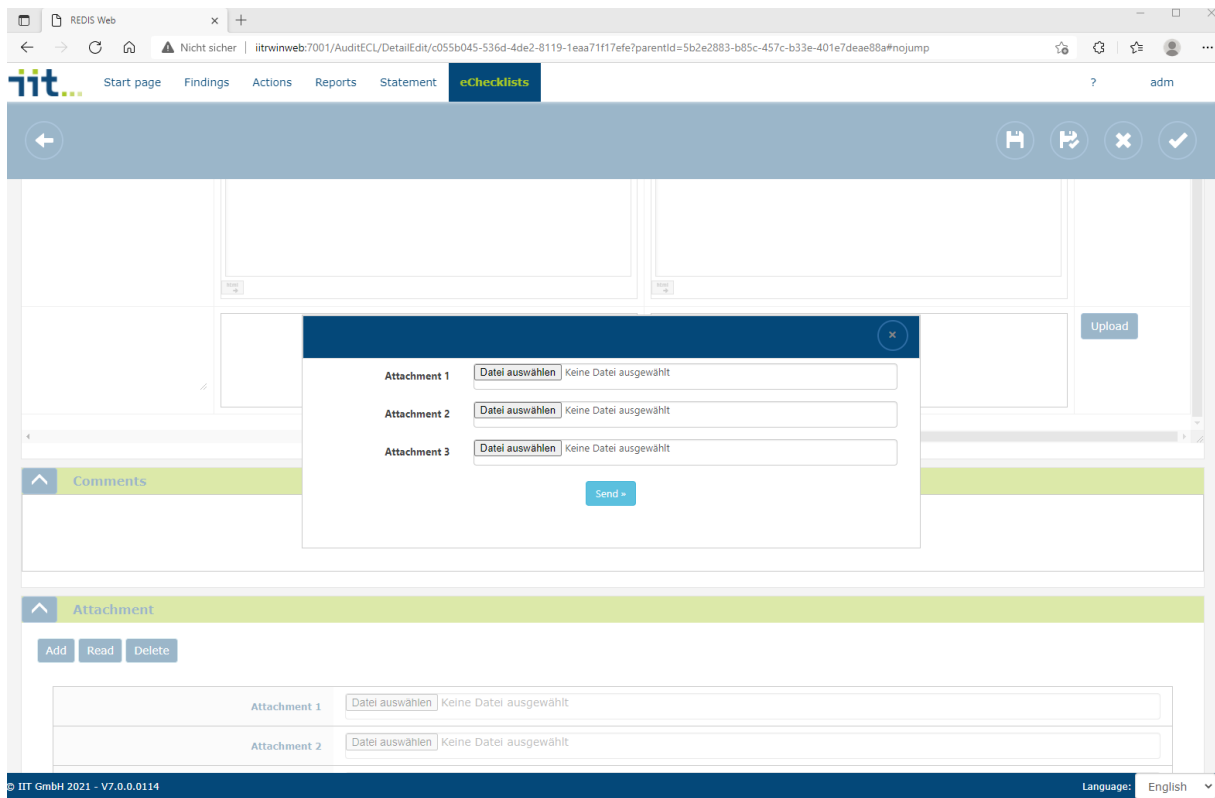 REDIS Web
Nicht sicher | iitrwinweb:7001/AuditECL/DetailEdit/c055b045-536d-4de2-8119-1eaa71f17efe?parentId=5b2e2883-b85c-457c-b33e-401e7deae88a#nojump
iit...
Start page Findings Actions Reports Statement eChecklists ? adm
Upload
Attachment 1 Datei auswählen Keine Datei ausgewählt
Attachment 2 Datei auswählen Keine Datei ausgewählt
Attachment 3 Datei auswählen Keine Datei ausgewählt
Send »
Comments
Attachment
Add Read Delete
Attachment 1 Datei auswählen Keine Datei ausgewählt
Attachment 2 Datei auswählen Keine Datei ausgewählt
© IIT GmbH 2021 - V7.0.0.0114 Language: English